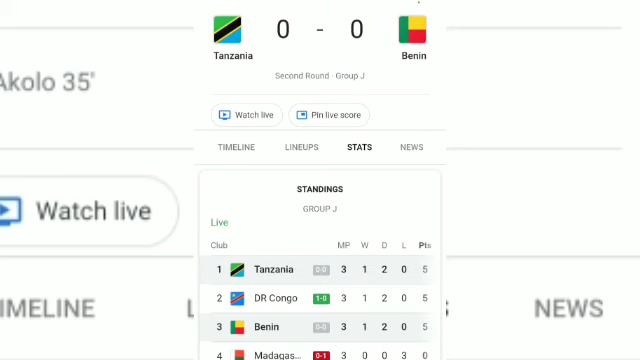 0 - 0
Tanzania Benin
Second Round · Group J
Akolo 35'
Watch live Pin live score
TIMELINE LINEUPS STATS NEWS
STANDINGS
GROUP J
Watch live
Live
Club MP W D L Pts
1 Tanzania 0-0 3 1 2 0 5
2 DR Congo 1-0 3 1 2 0 5
TIMELINE L S NEWS
3 Benin 0-0 3 1 2 0 5
4 Madagas... 0-1 3 0 0 3 0